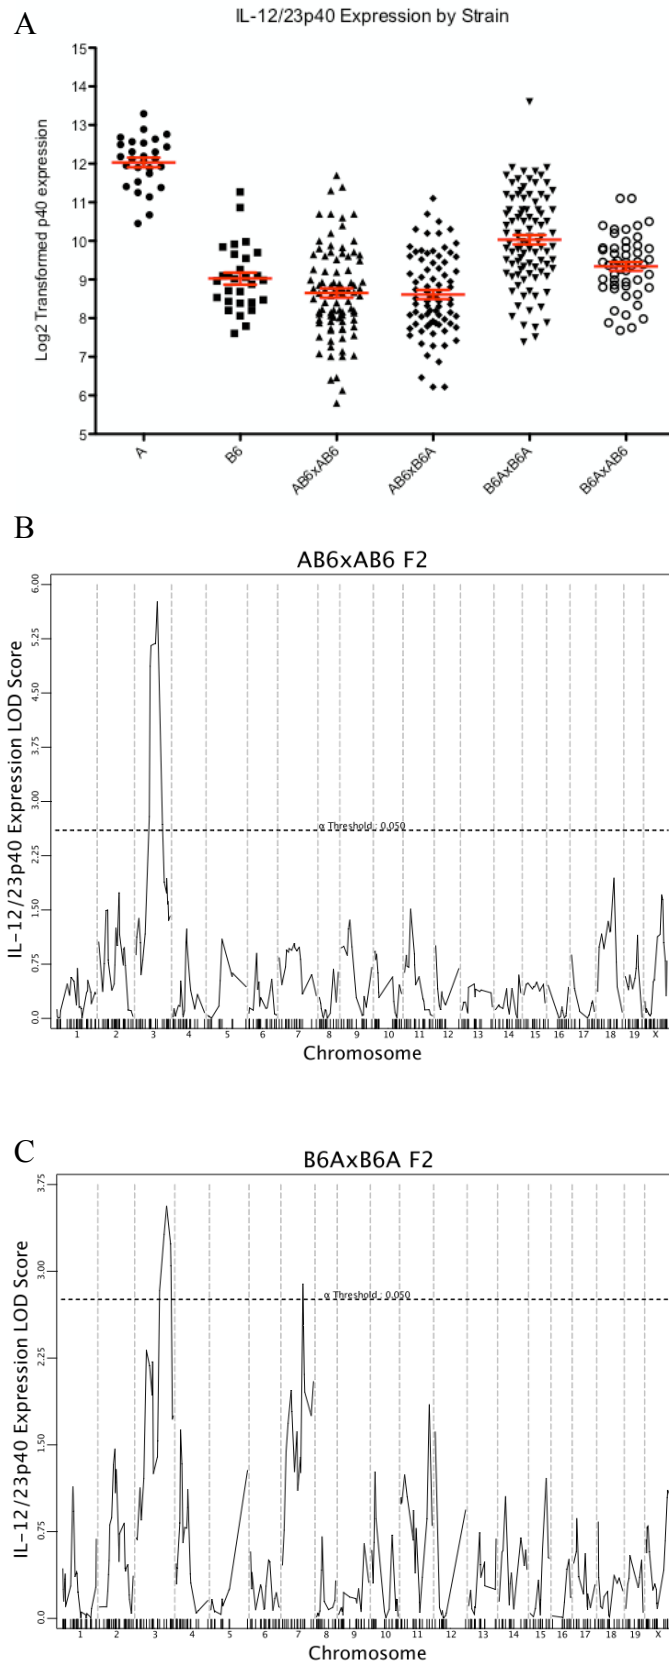 A
IL-12/23p40 Expression by Strain
Log2 Transformed p40 expression
15
14
13
12
11
10
9
8
7
6
5
A
B6
AB6xAB6
AB6xB6A
B6AxB6A
B6AxAB6
B
AB6xAB6 F2
IL-12/23p40 Expression LOD Score
6.00
5.25
4.50
3.75
3.00
2.25
1.50
0.75
0.0
α Threshold : 0.050
1 2 3 4 5 6 7 8 9 10 11 12 13 14 15 16 17 18 19 X
Chromosome
C
B6AxB6A F2
IL-12/23p40 Expression LOD Score
3.75
3.00
2.25
1.50
0.75
0.0
α Threshold : 0.050
1 2 3 4 5 6 7 8 9 10 11 12 13 14 15 16 17 18 19 X
Chromosome